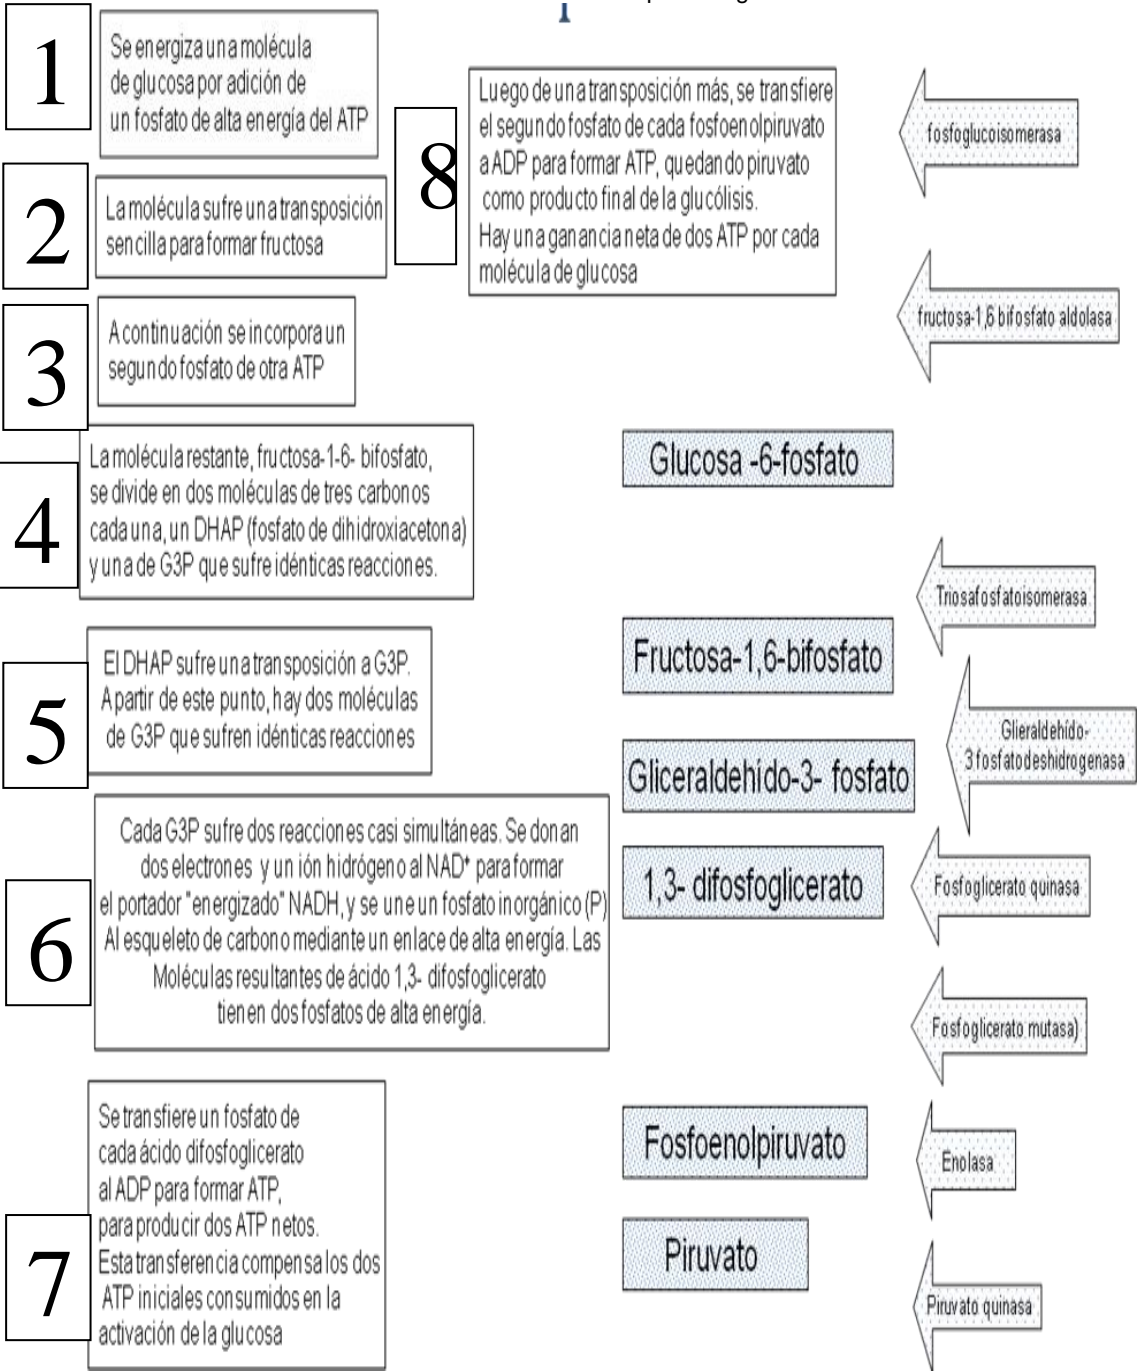 1
Se energiza una molécula
de glucosa por adición de
un fosfato de alta energía del ATP
2
La molécula sufre una transposición
sencilla para formar fructosa
3
A continuación se incorpora un
segundo fosfato de otra ATP
4
La molécula restante, fructosa-1-6- bifosfato,
se divide en dos moléculas de tres carbonos
cada una, un DHAP (fosfato de dihidroxiacetona)
y una de G3P que sufre idénticas reacciones.
5
El DHAP sufre una transposición a G3P.
A partir de este punto, hay dos moléculas
de G3P que sufren idénticas reacciones
6
Cada G3P sufre dos reacciones casi simultáneas. Se donan
dos electrones y un ión hidrógeno al NAD⁺ para formar
el portador "energizado" NADH, y se une un fosfato inorgánico (P)
Al esqueleto de carbono mediante un enlace de alta energía. Las
Moléculas resultantes de ácido 1,3- difosfoglicerato
tienen dos fosfatos de alta energía.
7
Se transfiere un fosfato de
cada ácido difosfoglicerato
al ADP para formar ATP,
para producir dos ATP netos.
Esta transferencia compensa los dos
ATP iniciales consumidos en la
activación de la glucosa
8
Luego de una transposición más, se transfiere
el segundo fosfato de cada fosfoenolpiruvato
a ADP para formar ATP, quedando piruvato
como producto final de la glucólisis.
Hay una ganancia neta de dos ATP por cada
molécula de glucosa
Glucosa -6-fosfato
Fructosa-1,6-bifosfato
Gliceraldehído-3- fosfato
1,3- difosfoglicerato
Fosfoenolpiruvato
Piruvato
fosfoglucoisomerasa
fructosa-1,6 bifosfato aldolasa
Triosafosfatoisomerasa
Glieraldehído-
3 fosfatodeshidrogenasa
Fosfoglicerato quinasa
Fosfoglicerato mutasa)
Enolasa
Piruvato quinasa